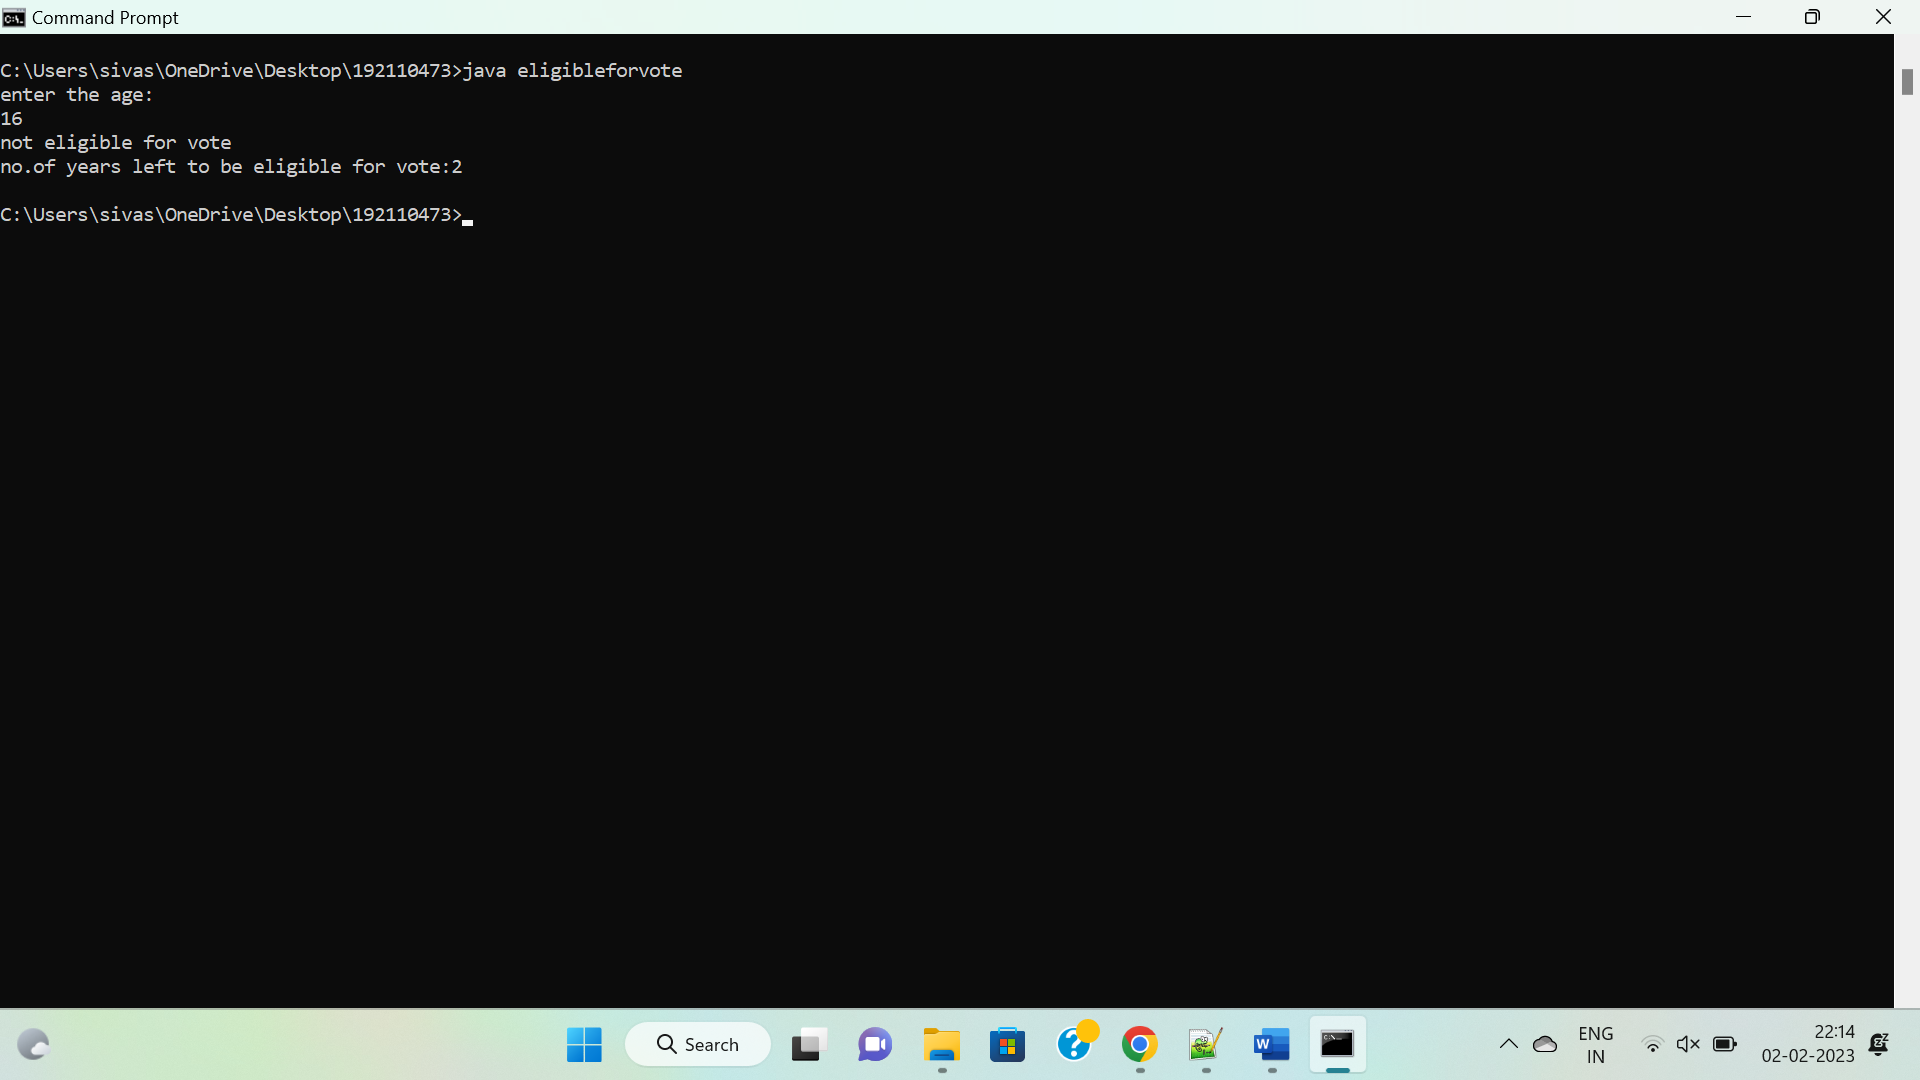 Command Prompt
C:\Users\sivas\OneDrive\Desktop\192110473>java eligibleforvote
enter the age:
16
not eligible for vote
no.of years left to be eligible for vote:2
C:\Users\sivas\OneDrive\Desktop\192110473>
Search
ENG
IN
22:14
02-02-2023